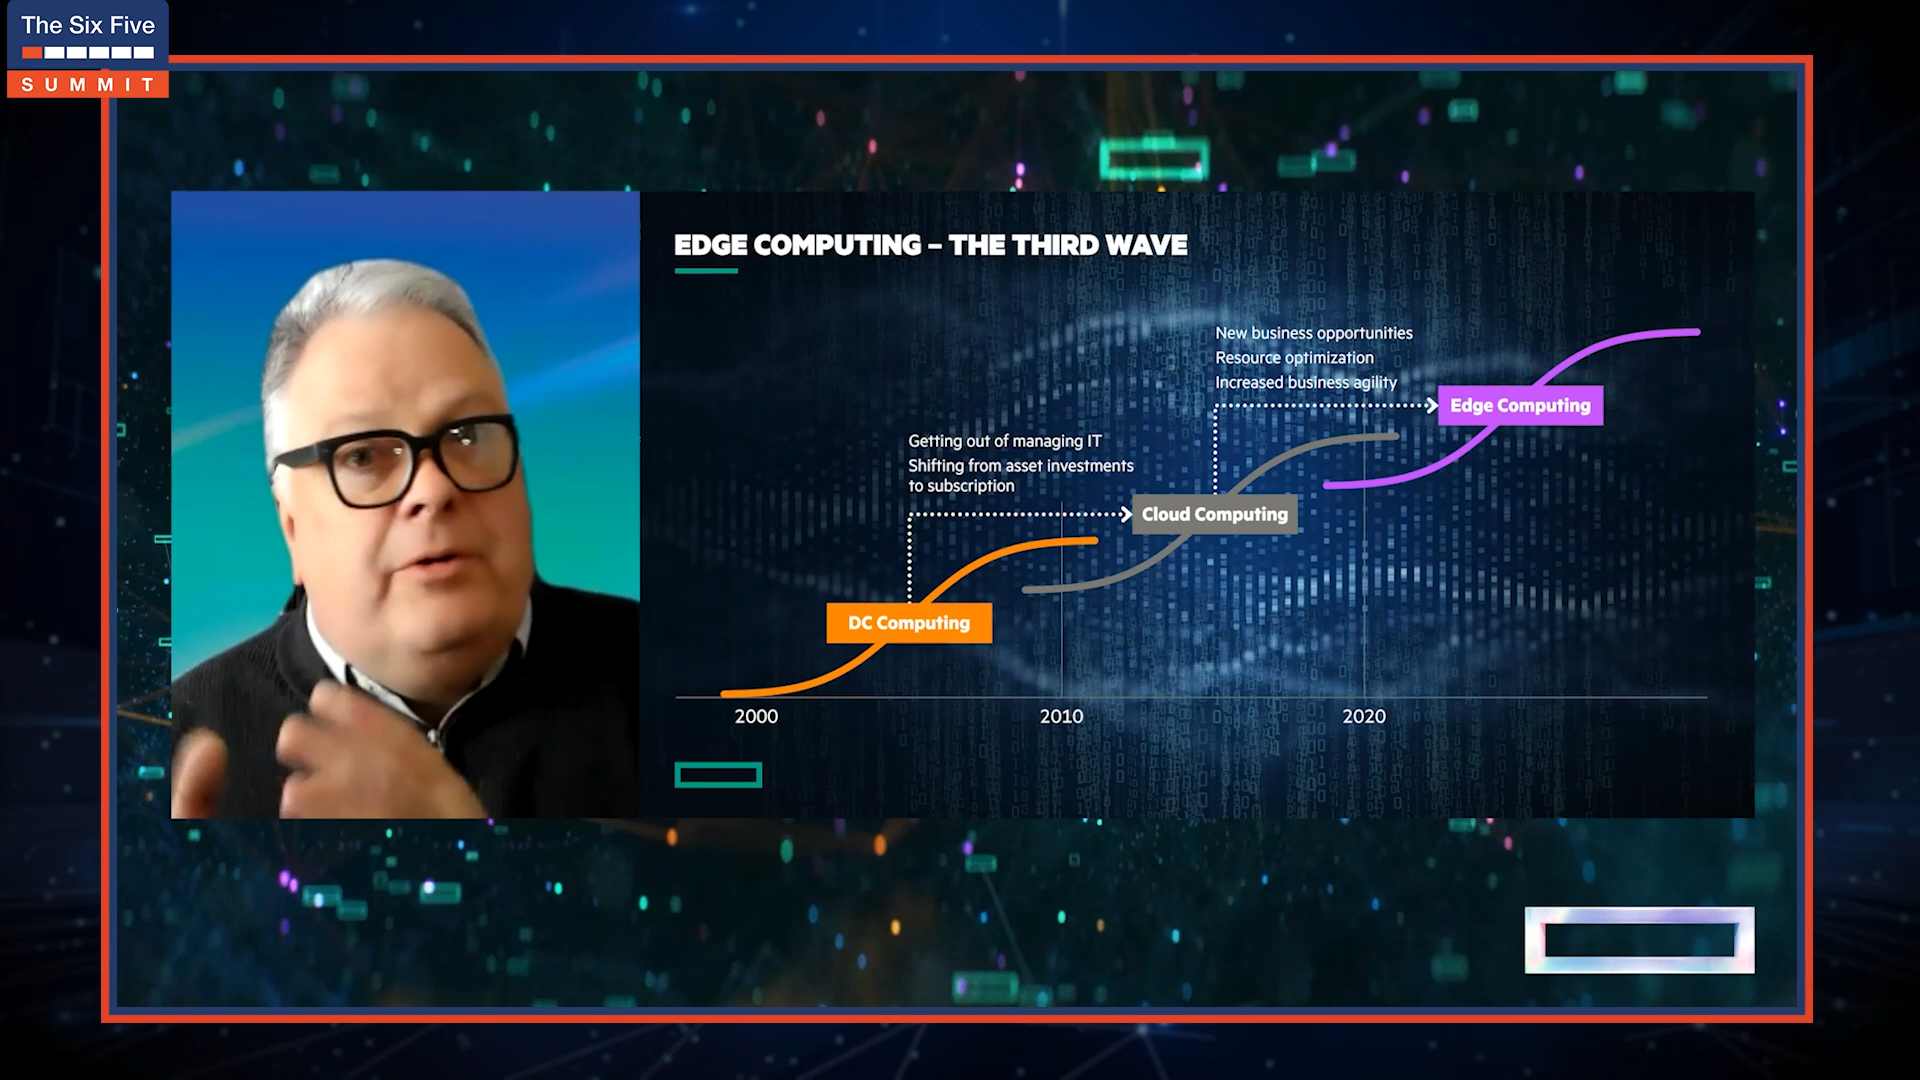 The Six Five
SUMMIT
EDGE COMPUTING – THE THIRD WAVE
New business opportunities
Resource optimization
Increased business agility
Edge Computing
Getting out of managing IT
Shifting from asset investments
to subscription
Cloud Computing
DC Computing
2000
2010
2020